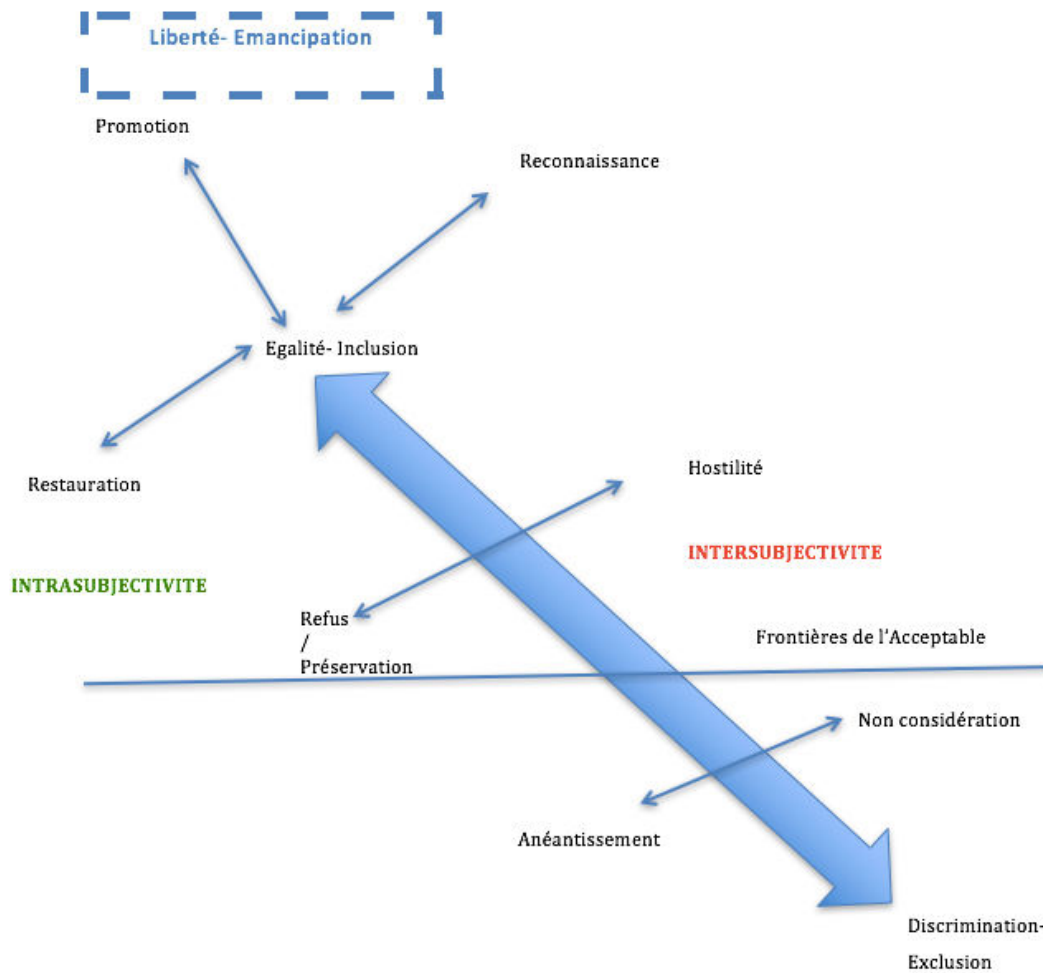 Liberté- Emancipation
Promotion
Reconnaissance
Egalité- Inclusion
Restauration
Hostilité
INTERSUBJECTIVITE
INTRASUBJECTIVITE
Refus
/
Préservation
Frontières de l'Acceptable
Non considération
Anéantissement
Discrimination-
Exclusion